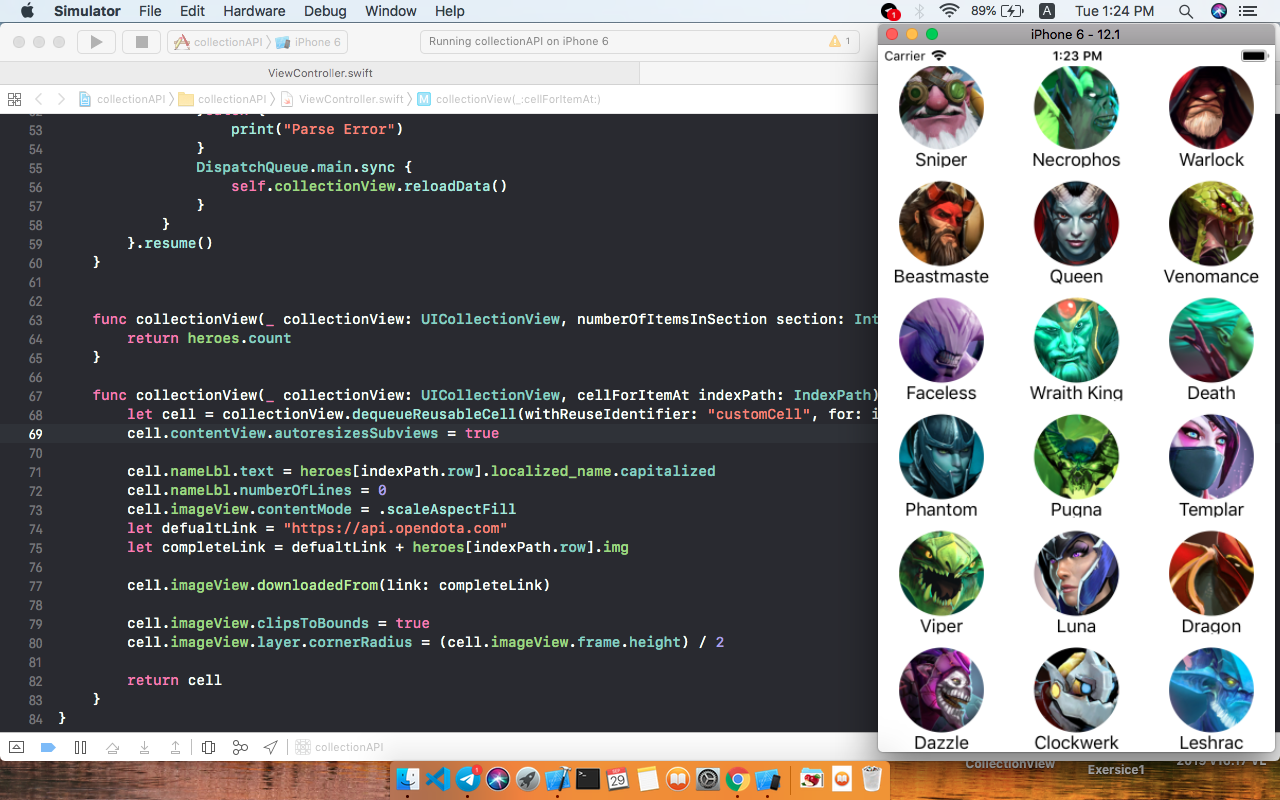 Simulator File Edit Hardware Debug Window Help
1 89% A Tue 1:24 PM
collectionAPI iPhone 6
Running collectionAPI on iPhone 6
1
ViewController.swift
collectionAPI collectionAPI ViewController.swift M collectionView(_:cellForItemAt:)
53 print("Parse Error")
54 }
55 DispatchQueue.main.sync {
56 self.collectionView.reloadData()
57 }
58 }
59 }.resume()
60 }
61
62
63 func collectionView(_ collectionView: UICollectionView, numberOfItemsInSection section: Int
64 return heroes.count
65 }
66
67 func collectionView(_ collectionView: UICollectionView, cellForItemAt indexPath: IndexPath)
68 let cell = collectionView.dequeueReusableCell(withReuseIdentifier: "customCell", for: i
69 cell.contentView.autoresizesSubviews = true
70
71 cell.nameLbl.text = heroes[indexPath.row].localized_name.capitalized
72 cell.nameLbl.numberOfLines = 0
73 cell.imageView.contentMode = .scaleAspectFill
74 let defualtLink = "https://api.opendota.com"
75 let completeLink = defualtLink + heroes[indexPath.row].img
76
77 cell.imageView.downloadedFrom(link: completeLink)
78
79 cell.imageView.clipsToBounds = true
80 cell.imageView.layer.cornerRadius = (cell.imageView.frame.height) / 2
81
82 return cell
83 }
84 }
collectionAPI
iPhone 6 - 12.1
Carrier 1:23 PM
Sniper Necrophos Warlock
Beastmaste Queen Venomance
Faceless Wraith King Death
Phantom Pugna Templar
Viper Luna Dragon
Dazzle Clockwerk Leshrac
CollectionView
Exersice1
29
1